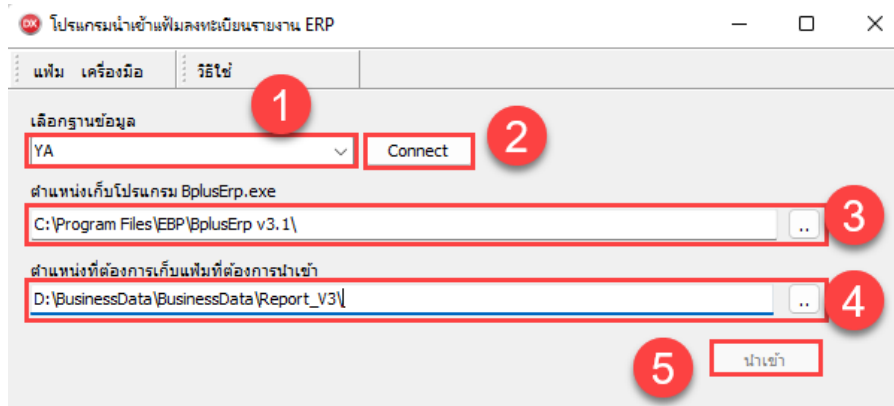 โปรแกรมนำเข้าแฟ้มลงทะเบียนรายงาน ERP
แฟ้ม เครื่องมือ วิธีใช้
1
เลือกฐานข้อมูล
2
YA Connect
ตำแหน่งเก็บโปรแกรม BplusErp.exe
C:\Program Files\EBP\BplusErp v3.1\ .. 3
ตำแหน่งที่ต้องการเก็บแฟ้มที่ต้องการนำเข้า
D:\BusinessData\BusinessData\Report_V3\ .. 4
5 นำเข้า